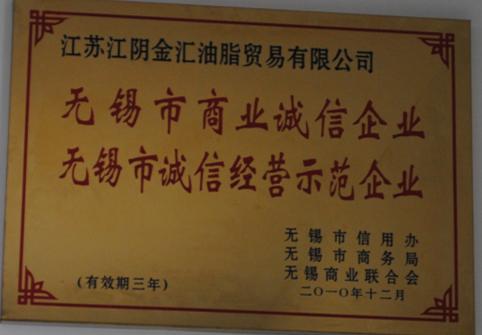 江苏江阴金汇油脂贸易有限公司
无锡市商业诚信企业
无锡市诚信经营示范企业
无锡市信用办
无锡市商务局
无锡商业联合会
(有效期三年)
二〇一〇年十二月